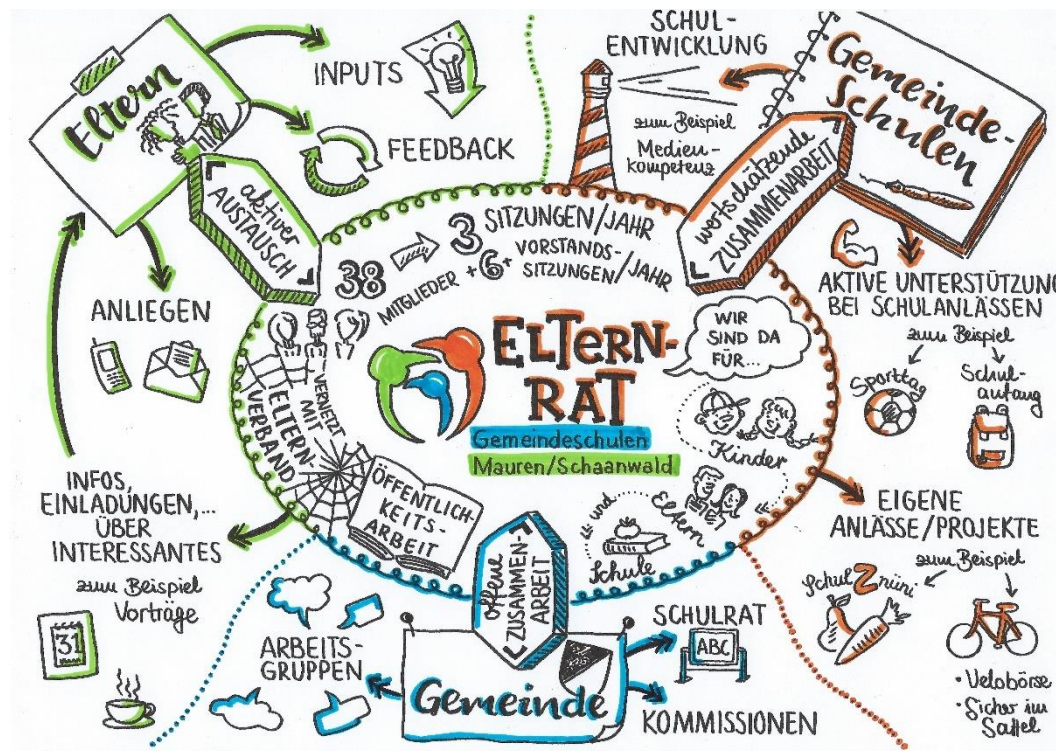 Eltern
INPUTS
FEEDBACK
aktiver
AUSTAUSCH
ANLIEGEN
INFOS,
EINLADUNGEN,...
ÜBER
INTERESSANTES
zum Beispiel
Vorträge
31
SCHUL-
ENTWICKLUNG
zum Beispiel
Medien-
kompetenz
Gemeinde-
Schulen
wertschätzende
ZUSAMMENARBEIT
AKTIVE UNTERSTÜTZUNG
BEI SCHULANLÄSSEN
zum Beispiel
Sporttag
Schul-
anfang
EIGENE
ANLÄSSE/PROJEKTE
zum Beispiel
Schul Znüni
• Velobörse
• Sicher im
Sattel
38
MITGLIEDER
3 SITZUNGEN/JAHR
+6+ VORSTANDS-
SITZUNGEN/JAHR
ELTERN-
RAT
Gemeindeschulen
Mauren/Schaanwald
WIR
SIND DA
FÜR...
Kinder
Eltern
und
Schule
VERNETZT
MIT
ELTERN-
VERBAND
ÖFFENTLICH-
KEITS-
ARBEIT
offene
ZUSAMMEN-
ARBEIT
Gemeinde
ARBEITS-
GRUPPEN
SCHULRAT
ABC
KOMMISSIONEN